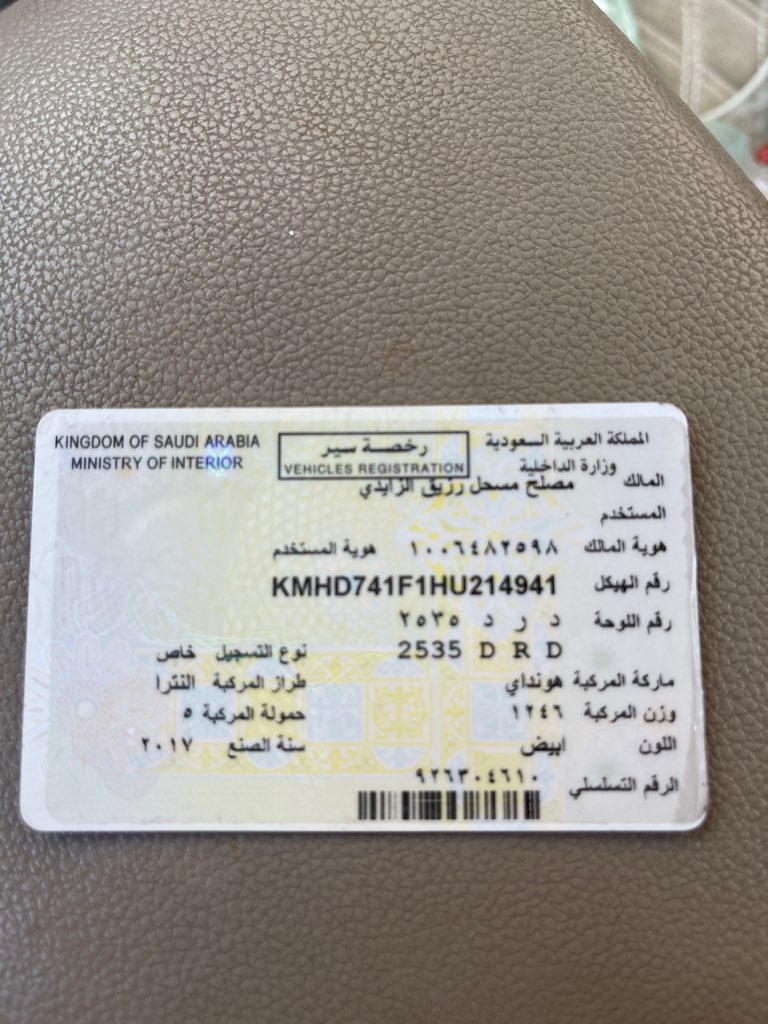 المملكة العربية السعودية
وزارة الداخلية
رخصة سير
VEHICLES REGISTRATION
KINGDOM OF SAUDI ARABIA
MINISTRY OF INTERIOR
المالك مصلح مسحل رزيق الزايدي
المستخدم
هوية المالك ١٠٠٦٤٨٢٥٩٨ هوية المستخدم
رقم الهيكل KMHD741F1HU214941
رقم اللوحة د ر د ٢٥٣٥
2535 D R D نوع التسجيل خاص
ماركة المركبة هونداي طراز المركبة النترا
وزن المركبة ١٢٤٦ حمولة المركبة ٥
اللون ابيض سنة الصنع ٢٠١٧
الرقم التسلسلي ٩٢٦٣٠٤٦١٠